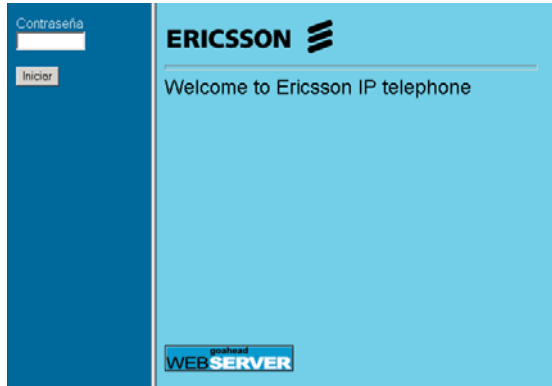 Contraseña
Iniciar
ERICSSON
Welcome to Ericsson IP telephone
goahead
WEBSERVER